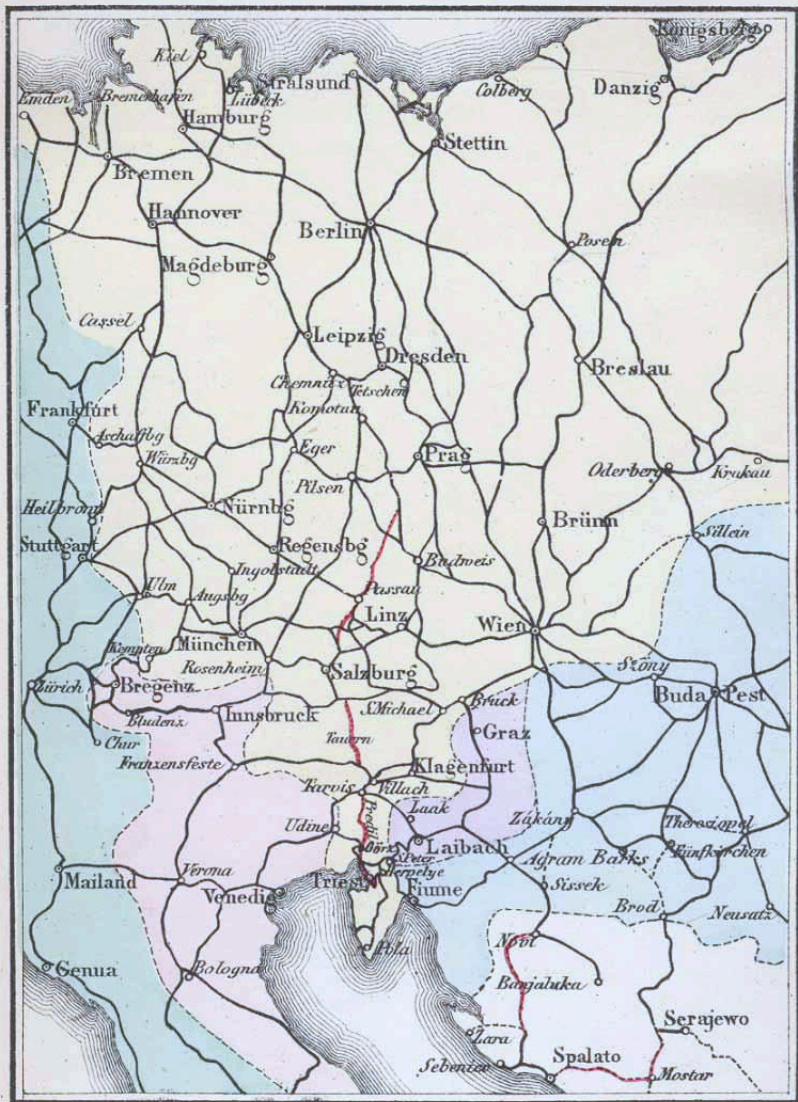 Königsberg
Kiel
Stralsund
Colberg
Danzig
Emden
Bremerhafen
Lübeck
Hamburg
Stettin
Bremen
Hannover
Berlin
Posen
Magdeburg
Cassel
Leipzig
Dresden
Breslau
Chemnitz
Tetschen
Komotau
Frankfurt
Aschaffbg
Eger
Prag
Würzbg
Pilsen
Oderberg
Krakau
Heilbronn
Nürnbg
Brünn
Stuttgart
Regensbg
Sillein
Ingolstadt
Budweis
Ulm
Augsbg
Passau
Linz
Wien
München
Kempten
Rosenheim
Salzburg
Szöny
Zürich
Bregenz
Buda Pest
Bludenz
Innsbruck
S. Michael
Bruck
Graz
Chur
Tauern
Franzensfeste
Klagenfurt
Tarvis
Villach
Predil
Laak
Zákány
Theresiopel
Udine
Görz
Laibach
S. Peter
Agram
Barks
Fünfkirchen
Mailand
Verona
Herpelye
Triest
Fiume
Sissek
Venedig
Brod
Neusatz
Pola
Novi
Genua
Bologna
Banjaluka
Zara
Serajewo
Sebenico
Spalato
Mostar